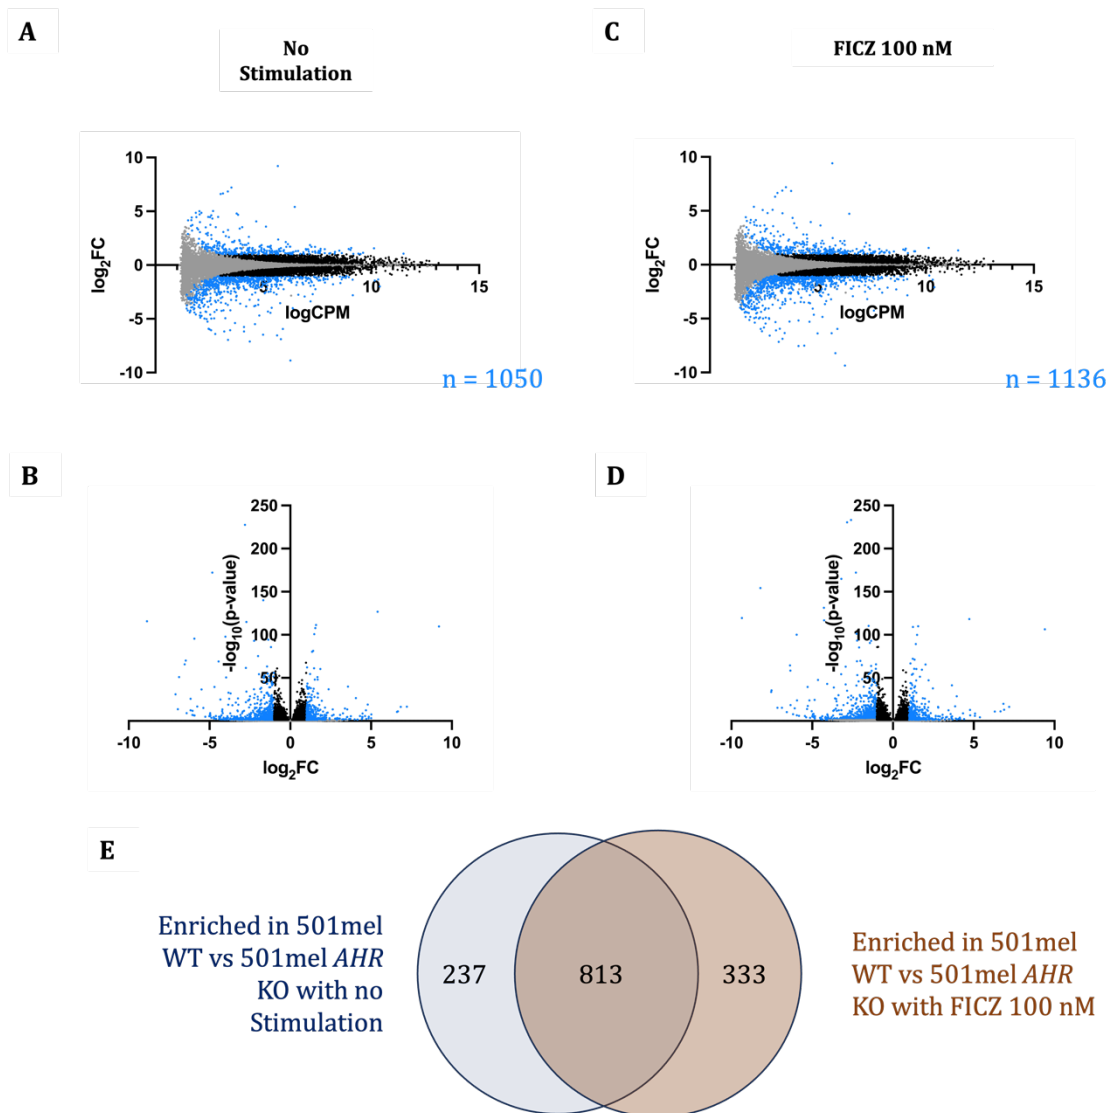 A
No
Stimulation
10
5
0
-5
-10
log2FC
5
10
15
logCPM
n = 1050
C
FICZ 100 nM
10
5
0
-5
-10
log2FC
5
10
15
logCPM
n = 1136
B
250
200
150
100
50
-log10(p-value)
-10
-5
0
5
10
log2FC
D
250
200
150
100
50
-log10(p-value)
-10
-5
0
5
10
log2FC
E
Enriched in 501mel
WT vs 501mel AHR
KO with no
Stimulation
237
813
333
Enriched in 501mel
WT vs 501mel AHR
KO with FICZ 100 nM